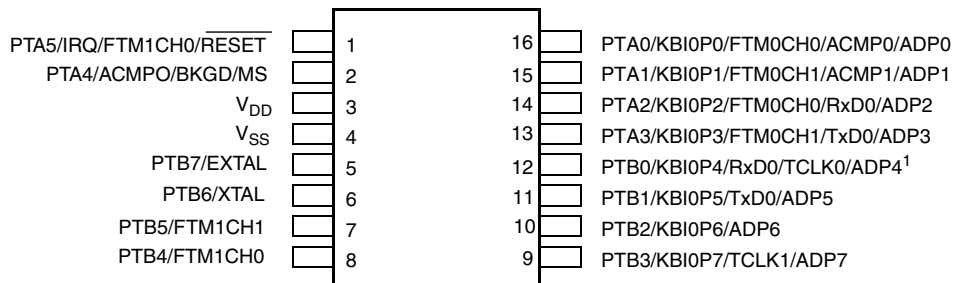 PTA5/IRQ/FTM1CH0/RESET 1 16 PTA0/KBI0P0/FTM0CH0/ACMP0/ADP0
PTA4/ACMPO/BKGD/MS 2 15 PTA1/KBI0P1/FTM0CH1/ACMP1/ADP1
VDD 3 14 PTA2/KBI0P2/FTM0CH0/RxD0/ADP2
VSS 4 13 PTA3/KBI0P3/FTM0CH1/TxD0/ADP3
PTB7/EXTAL 5 12 PTB0/KBI0P4/RxD0/TCLK0/ADP4¹
PTB6/XTAL 6 11 PTB1/KBI0P5/TxD0/ADP5
PTB5/FTM1CH1 7 10 PTB2/KBI0P6/ADP6
PTB4/FTM1CH0 8 9 PTB3/KBI0P7/TCLK1/ADP7